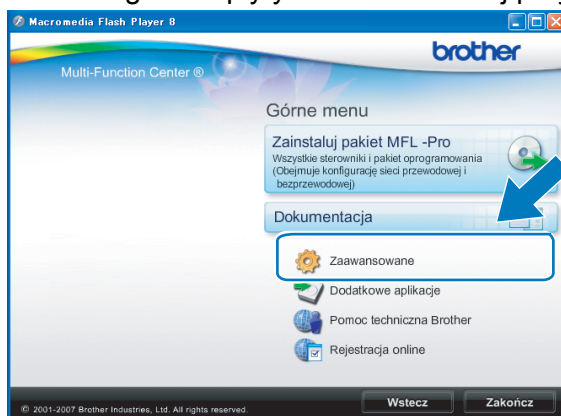 Macromedia Flash Player 8
brother
Multi-Function Center ®
Górne menu
Zainstaluj pakiet MFL -Pro
Wszystkie sterowniki i pakiet oprogramowania
(Obejmuje konfigurację sieci przewodowej i
bezprzewodowej)
Dokumentacja
Zaawansowane
Dodatkowe aplikacje
Pomoc techniczna Brother
Rejestracja online
Wstecz Zakończ
© 2001-2007 Brother Industries, Ltd. All rights reserved.